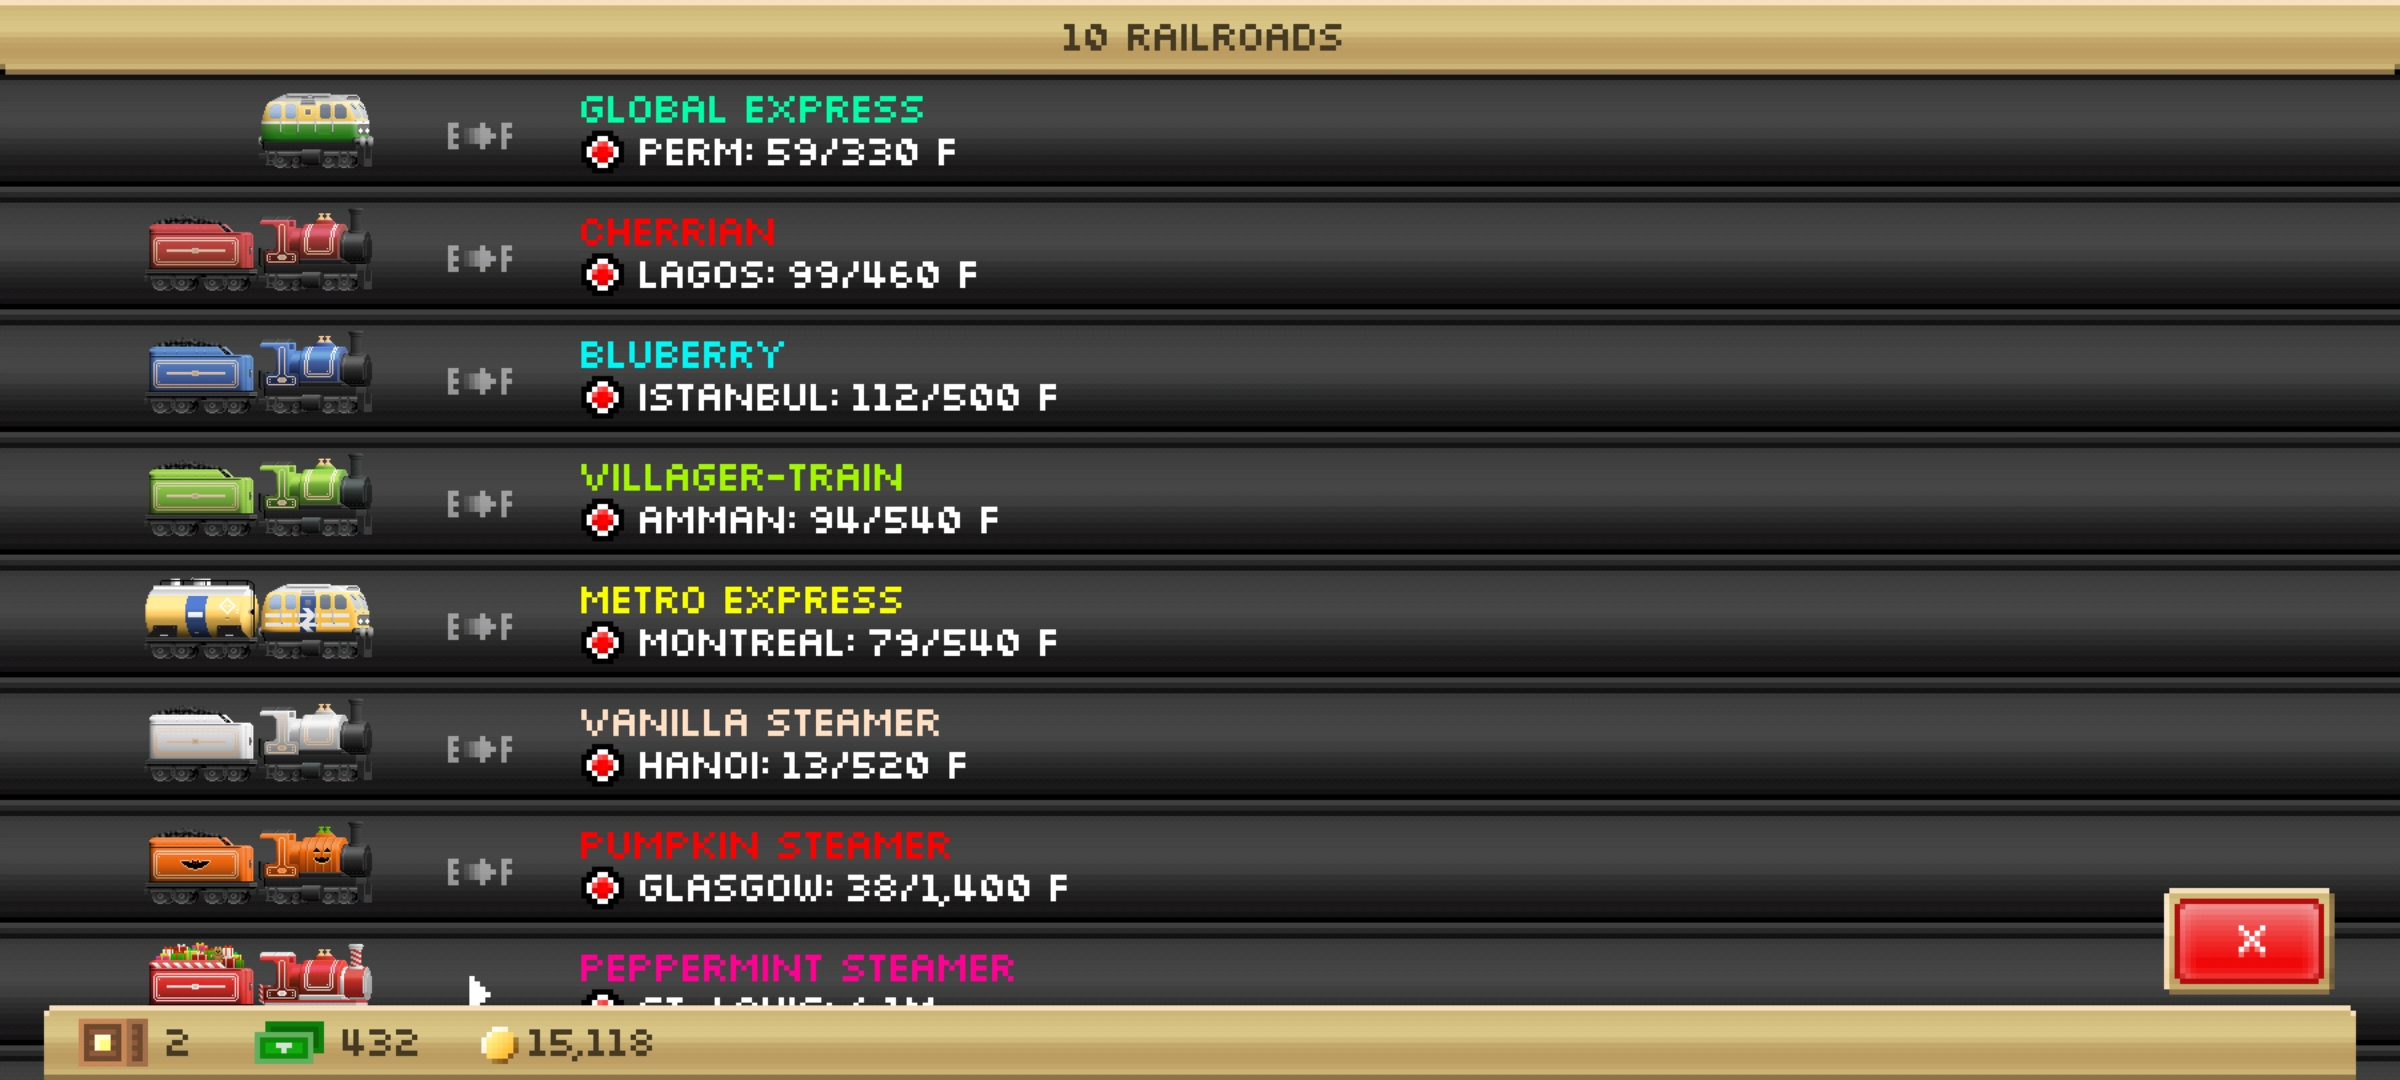 10 RAILROADS
E F
GLOBAL EXPRESS
PERM: 59/330 F
E F
CHERRIAN
LAGOS: 99/460 F
E F
BLUBERRY
ISTANBUL: 112/500 F
E F
VILLAGER-TRAIN
AMMAN: 94/540 F
E F
METRO EXPRESS
MONTREAL: 79/540 F
E F
VANILLA STEAMER
HANOI: 13/520 F
E F
PUMPKIN STEAMER
GLASGOW: 38/1,400 F
PEPPERMINT STEAMER
X
2 432 15,118